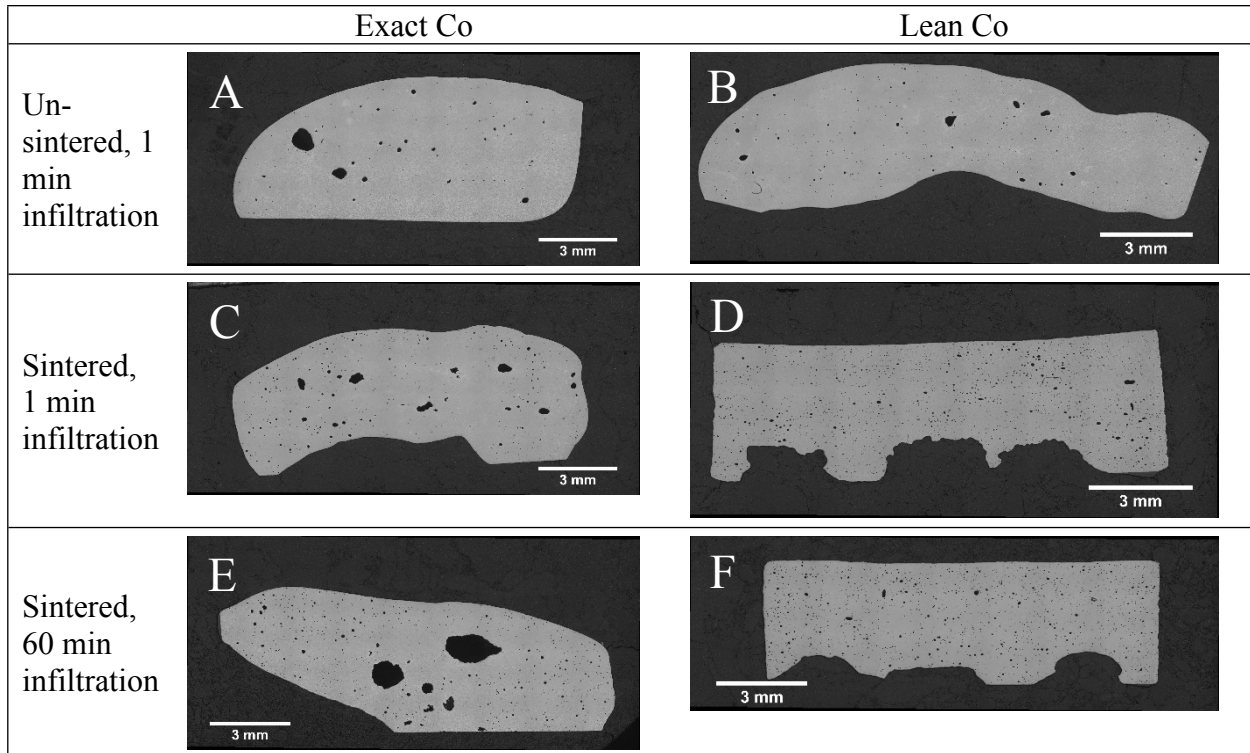 Exact Co
Lean Co
Un-
sintered, 1
min
infiltration
A
3 mm
B
3 mm
Sintered,
1 min
infiltration
C
3 mm
D
3 mm
Sintered,
60 min
infiltration
E
3 mm
F
3 mm